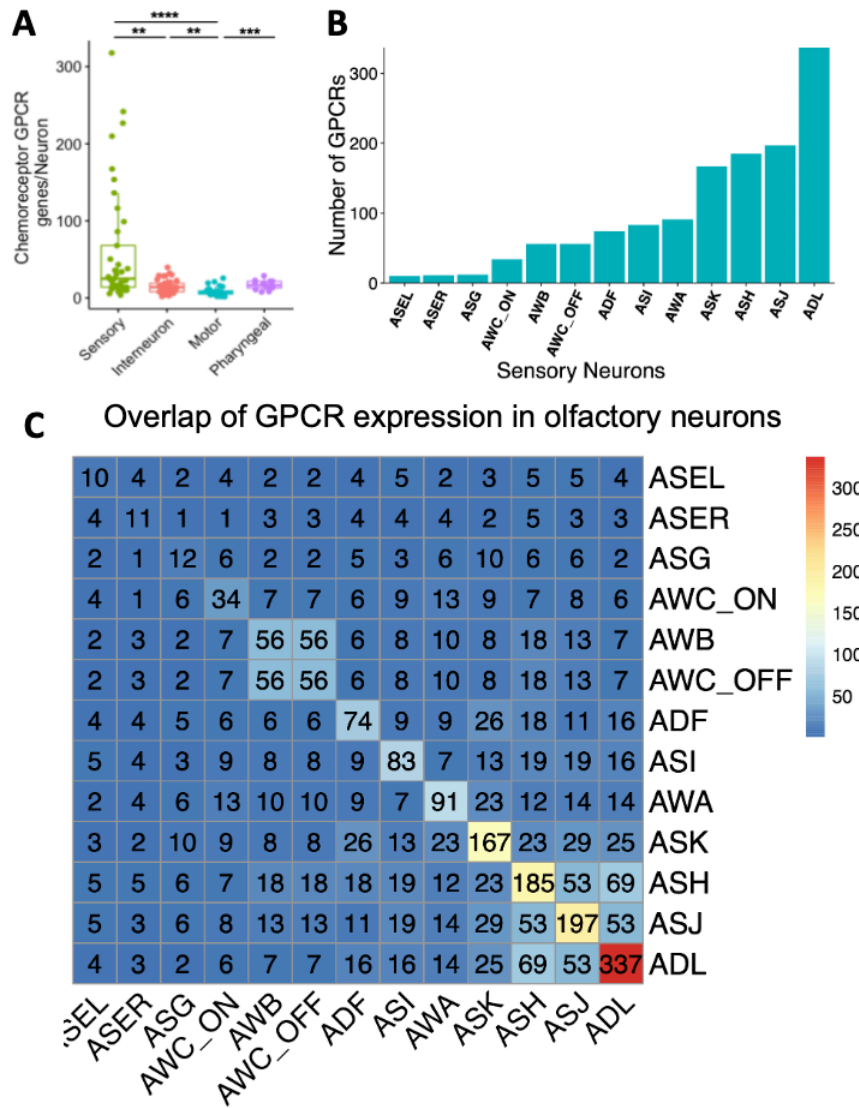 A
****
** ** ***
Chemoreceptor GPCR
genes/Neuron
300
200
100
0
Sensory
Interneuron
Motor
Pharyngeal
B
Number of GPCRs
300
200
100
0
ASEL
ASER
ASG
AWC_ON
AWB
AWC_OFF
ADF
ASI
AWA
ASK
ASH
ASJ
ADL
Sensory Neurons
C
Overlap of GPCR expression in olfactory neurons
10 4 2 4 2 2 4 5 2 3 5 5 4 ASEL
4 11 1 1 3 3 4 4 4 2 5 3 3 ASER
2 1 12 6 2 2 5 3 6 10 6 6 2 ASG
4 1 6 34 7 7 6 9 13 9 7 8 6 AWC_ON
2 3 2 7 56 56 6 8 10 8 18 13 7 AWB
2 3 2 7 56 56 6 8 10 8 18 13 7 AWC_OFF
4 4 5 6 6 6 74 9 9 26 18 11 16 ADF
5 4 3 9 8 8 9 83 7 13 19 19 16 ASI
2 4 6 13 10 10 9 7 91 23 12 14 14 AWA
3 2 10 9 8 8 26 13 23 167 23 29 25 ASK
5 5 6 7 18 18 18 19 12 23 185 53 69 ASH
5 3 6 8 13 13 11 19 14 29 53 197 53 ASJ
4 3 2 6 7 7 16 16 14 25 69 53 337 ADL
SEL
ASER
ASG
AWC_ON
AWB
AWC_OFF
ADF
ASI
AWA
ASK
ASH
ASJ
ADL
300
250
200
150
100
50